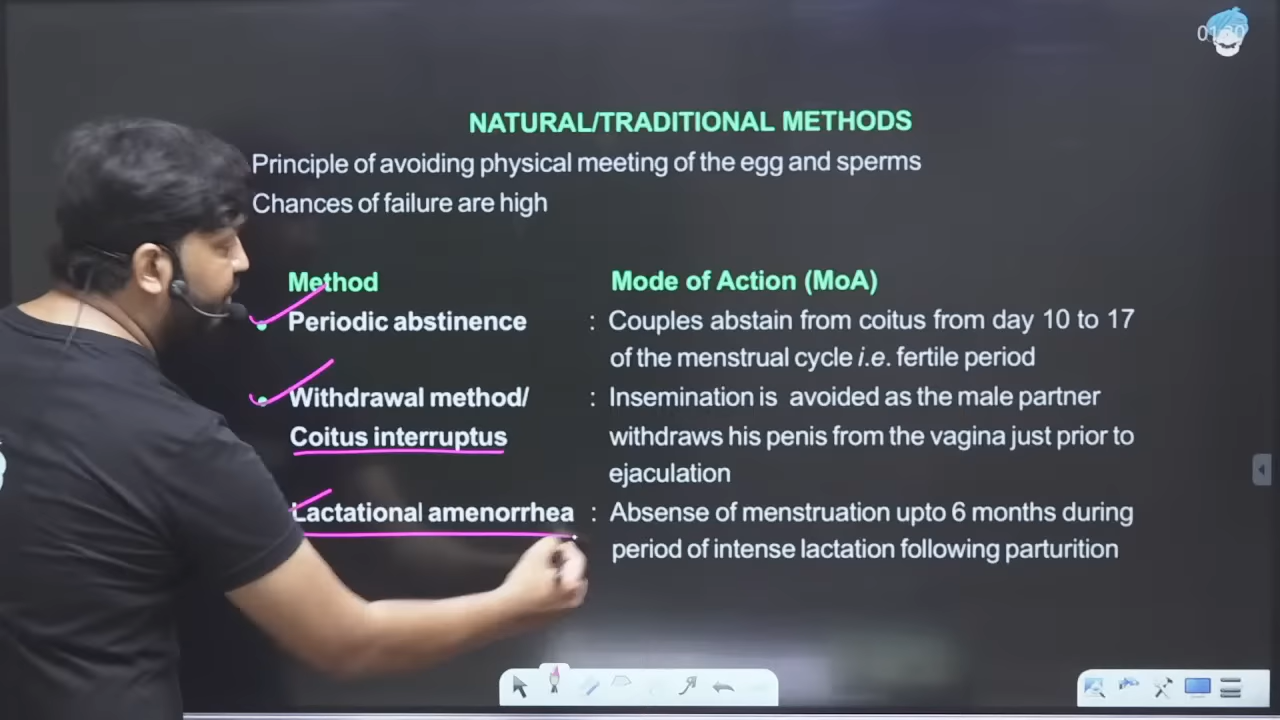 NATURAL/TRADITIONAL METHODS
Principle of avoiding physical meeting of the egg and sperms
Chances of failure are high
Method Mode of Action (MoA)
Periodic abstinence : Couples abstain from coitus from day 10 to 17
of the menstrual cycle i.e. fertile period
Withdrawal method/ : Insemination is avoided as the male partner
Coitus interruptus withdraws his penis from the vagina just prior to
ejaculation
Lactational amenorrhea : Absense of menstruation upto 6 months during
period of intense lactation following parturition